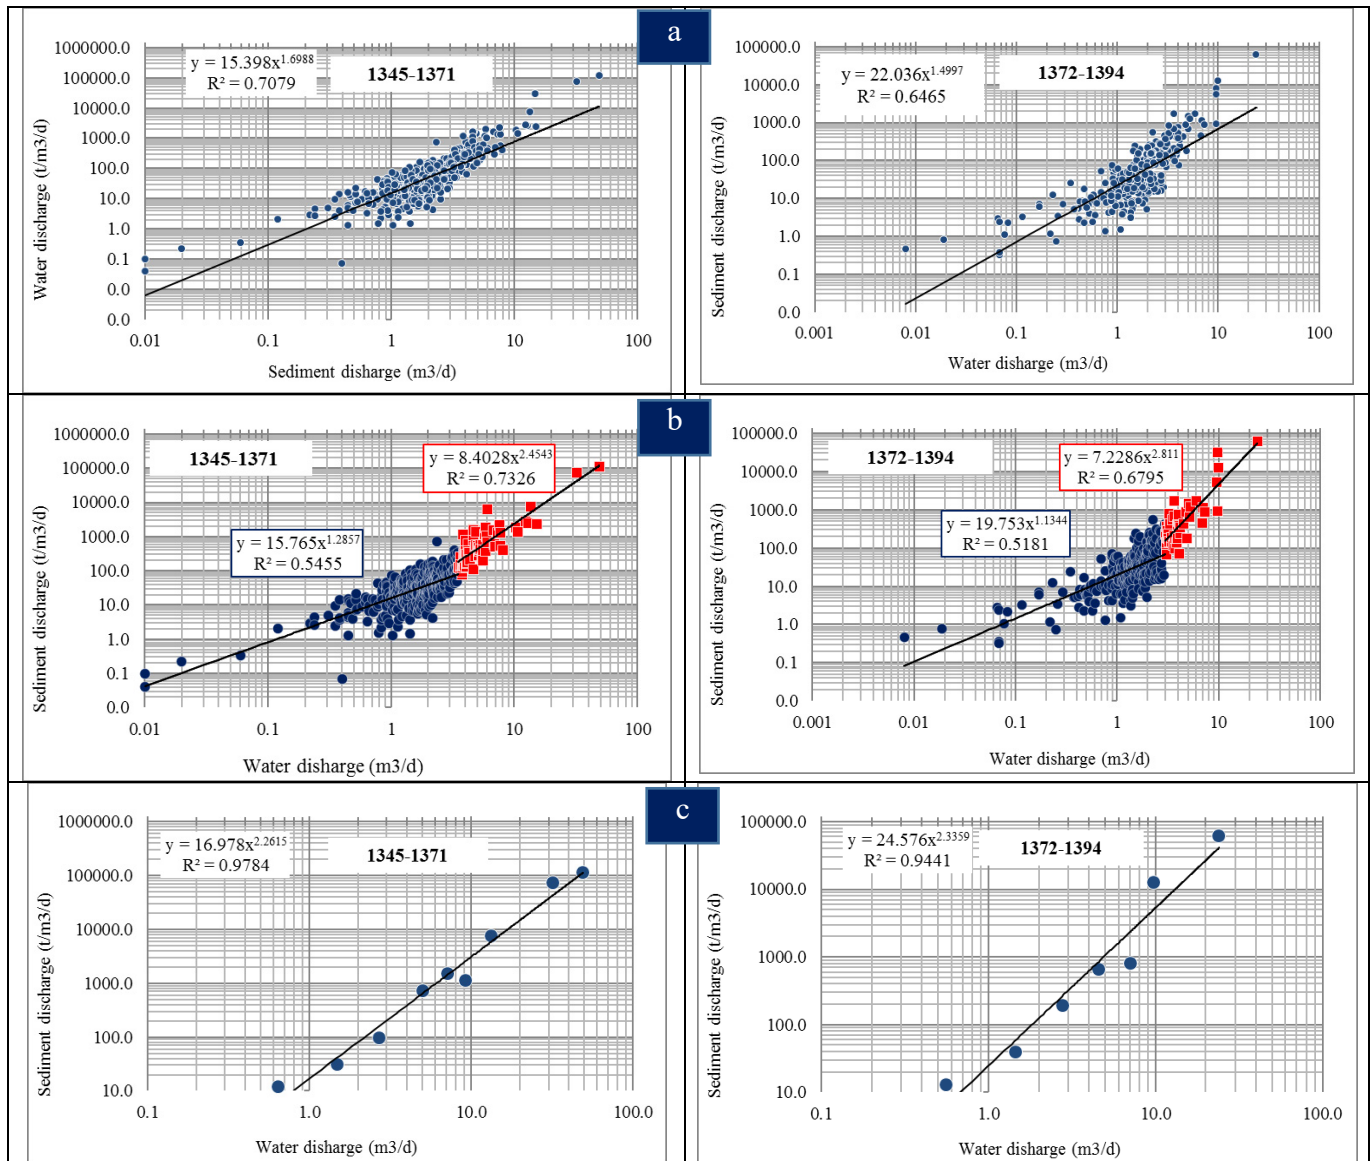 a
1000000.0
100000.0
10000.0
1000.0
100.0
10.0
1.0
0.1
0.0
0.0
0.01 0.1 1 10 100
Water discharge (t/m3/d)
Sediment disharge (m3/d)
y = 15.398x^1.6988
R² = 0.7079
1345-1371
100000.0
10000.0
1000.0
100.0
10.0
1.0
0.1
0.0
0.001 0.01 0.1 1 10 100
Sediment discharge (t/m3/d)
Water disharge (m3/d)
y = 22.036x^1.4997
R² = 0.6465
1372-1394
b
1000000.0
100000.0
10000.0
1000.0
100.0
10.0
1.0
0.1
0.0
0.01 0.1 1 10 100
Sediment discharge (t/m3/d)
Water disharge (m3/d)
1345-1371
y = 8.4028x^2.4543
R² = 0.7326
y = 15.765x^1.2857
R² = 0.5455
100000.0
10000.0
1000.0
100.0
10.0
1.0
0.1
0.0
0.001 0.01 0.1 1 10 100
Sediment discharge (t/m3/d)
Water disharge (m3/d)
1372-1394
y = 7.2286x^2.811
R² = 0.6795
y = 19.753x^1.1344
R² = 0.5181
c
1000000.0
100000.0
10000.0
1000.0
100.0
10.0
0.1 1.0 10.0 100.0
Sediment discharge (t/m3/d)
Water disharge (m3/d)
y = 16.978x^2.2615
R² = 0.9784
1345-1371
100000.0
10000.0
1000.0
100.0
10.0
0.1 1.0 10.0 100.0
Sediment discharge (t/m3/d)
Water disharge (m3/d)
y = 24.576x^2.3359
R² = 0.9441
1372-1394